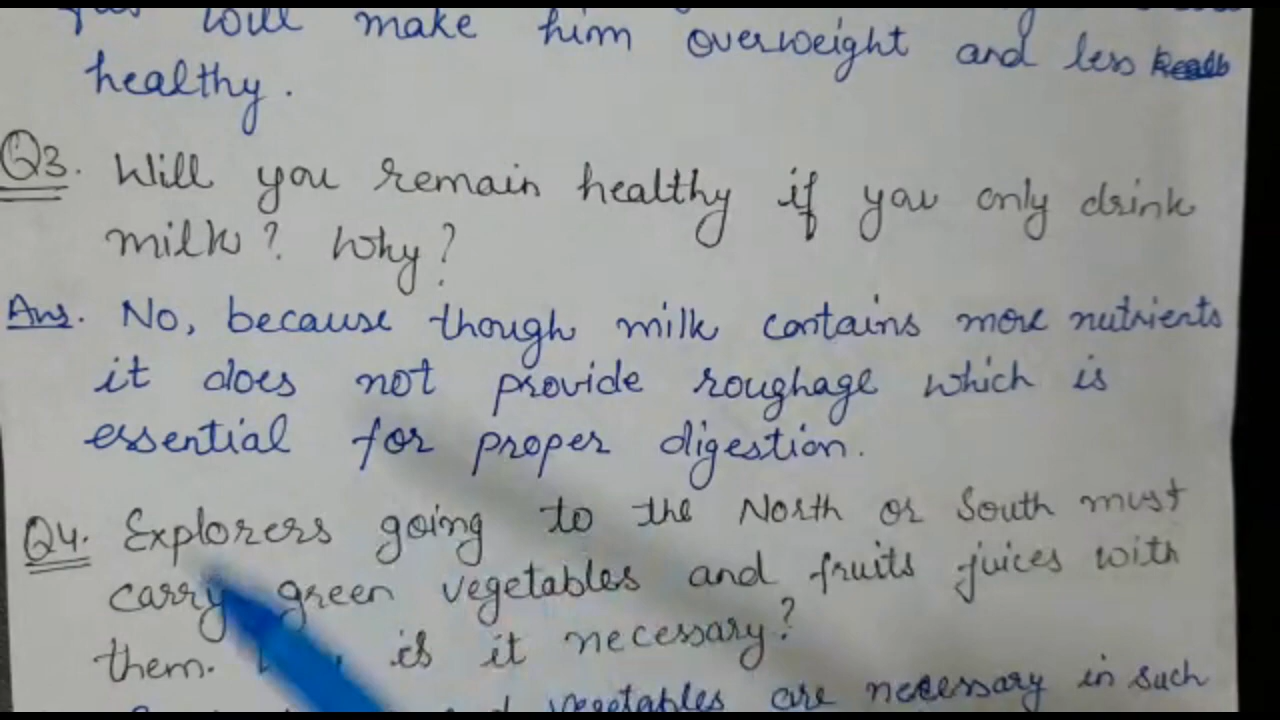 will make him overweight and less
healthy.
Q3. Will you remain healthy if you only drink
milk? Why?
Ans. No, because though milk contains more nutrients
it does not provide roughage which is
essential for proper digestion.
Q4. Explorers going to the North or South must
carry green vegetables and fruits juices with
them. is it necessary?
vegetables are necessary in such